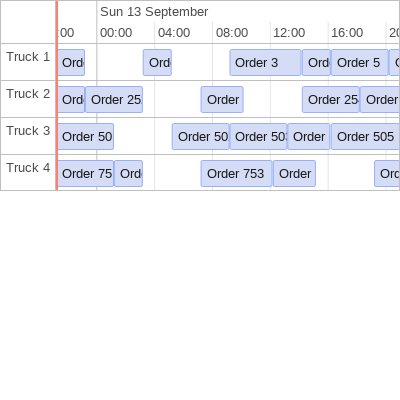 Sun 13 September
:00 00:00 04:00 08:00 12:00 16:00 20
Truck 1 Ord Ord Order 3 Ord Order 5
Truck 2 Ord Order 25 Order Order 25 Order
Truck 3 Order 50 Order 50 Order 50 Order Order 505
Truck 4 Order 75 Ord Order 753 Order Ord